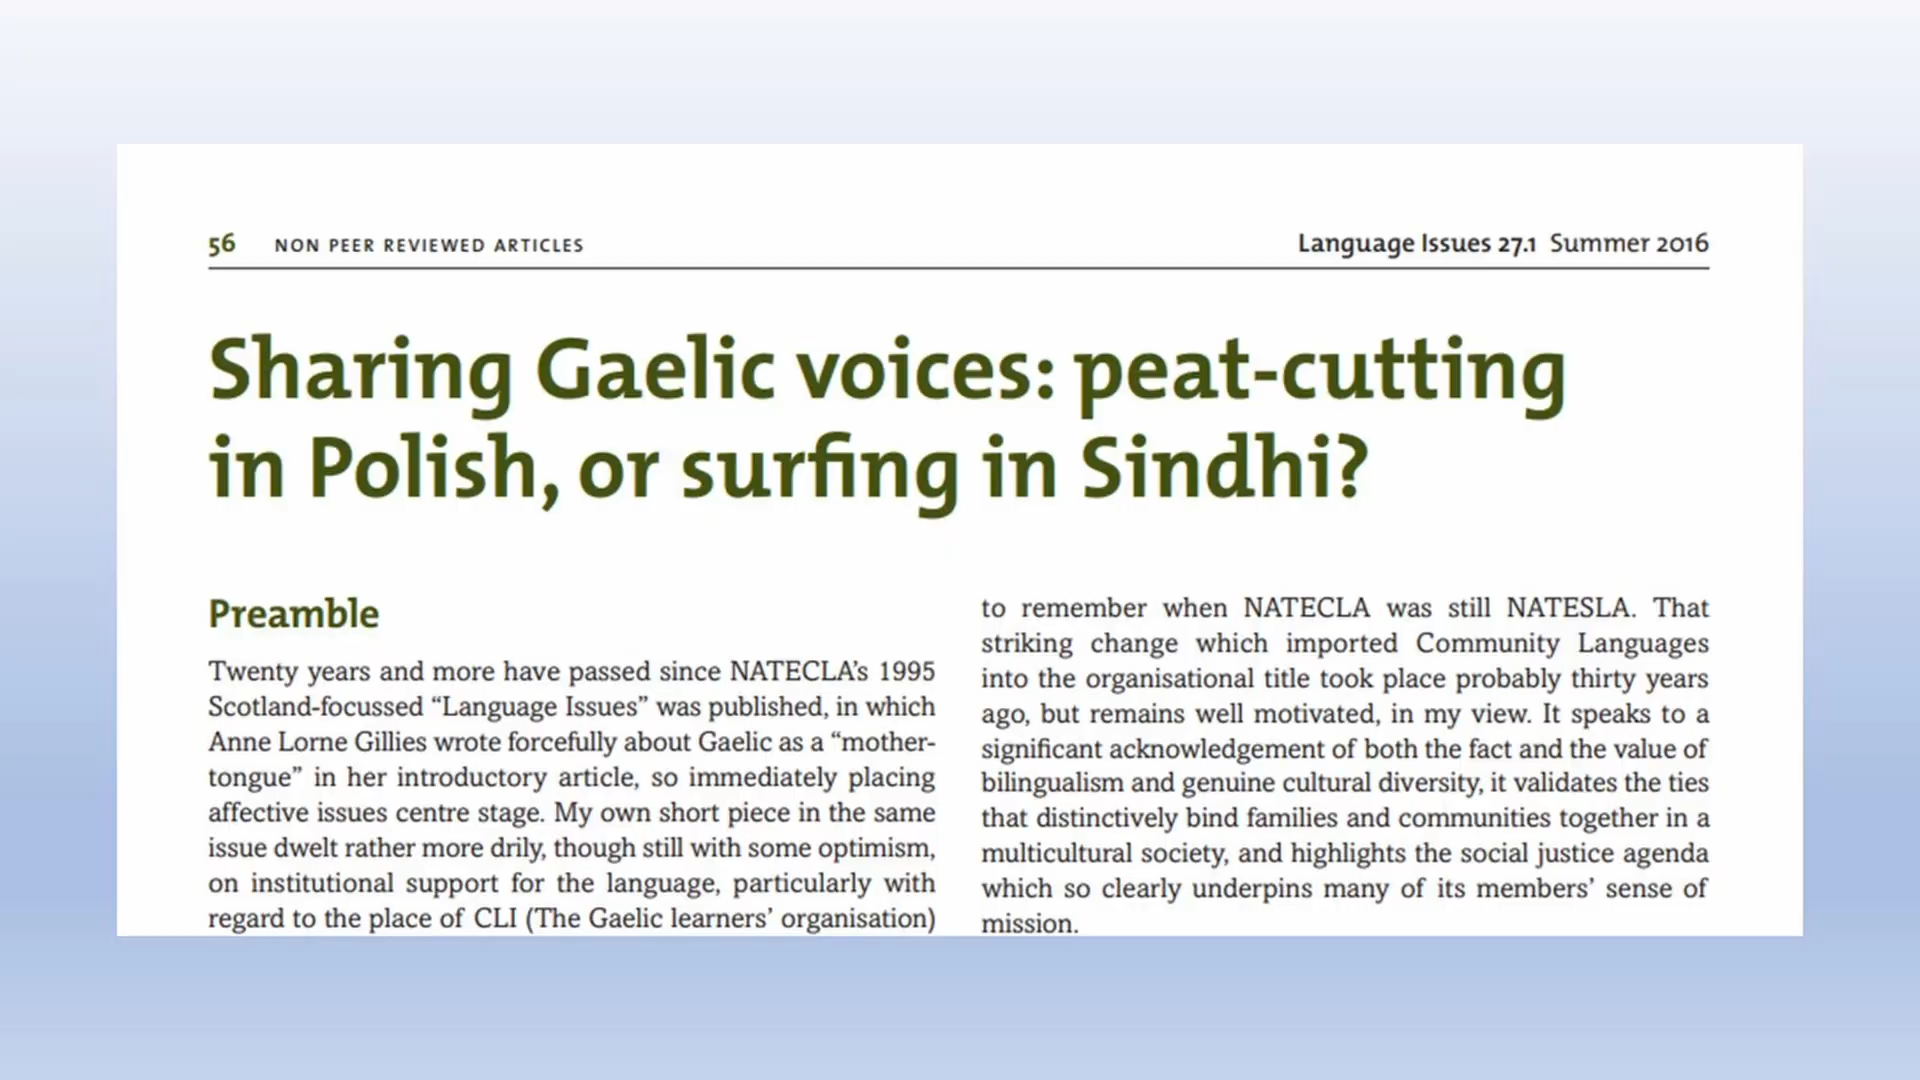 56 NON PEER REVIEWED ARTICLES
Language Issues 27.1 Summer 2016
Sharing Gaelic voices: peat-cutting
in Polish, or surfing in Sindhi?
Preamble
Twenty years and more have passed since NATECLA’s 1995
Scotland-focussed “Language Issues” was published, in which
Anne Lorne Gillies wrote forcefully about Gaelic as a “mother-
tongue” in her introductory article, so immediately placing
affective issues centre stage. My own short piece in the same
issue dwelt rather more drily, though still with some optimism,
on institutional support for the language, particularly with
regard to the place of CLI (The Gaelic learners’ organisation)
to remember when NATECLA was still NATESLA. That
striking change which imported Community Languages
into the organisational title took place probably thirty years
ago, but remains well motivated, in my view. It speaks to a
significant acknowledgement of both the fact and the value of
bilingualism and genuine cultural diversity, it validates the ties
that distinctively bind families and communities together in a
multicultural society, and highlights the social justice agenda
which so clearly underpins many of its members’ sense of
mission.